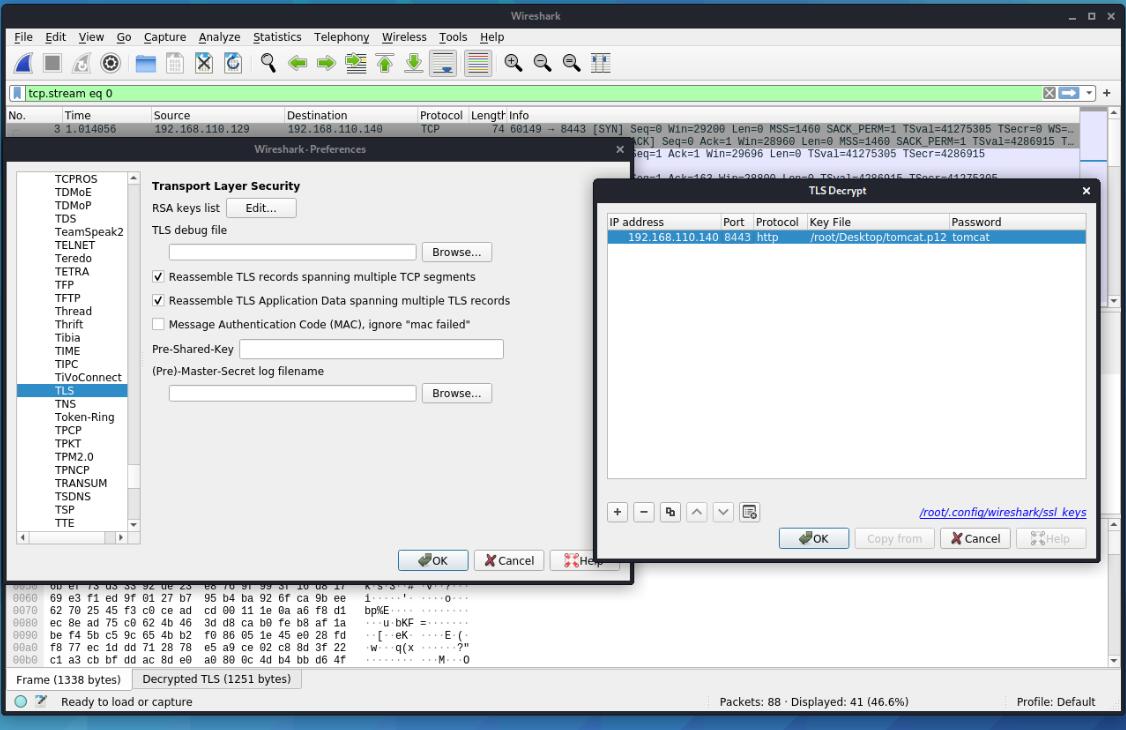 Wireshark
File Edit View Go Capture Analyze Statistics Telephony Wireless Tools Help
tcp.stream eq 0
No. Time Source Destination Protocol Length Info
3 1.014056 192.168.110.129 192.168.110.140 TCP 74 60149 → 8443 [SYN] Seq=0 Win=29200 Len=0 MSS=1460 SACK_PERM=1 TSval=41275305 TSecr=0 WS=…
ACK] Seq=0 Ack=1 Win=28960 Len=0 MSS=1460 SACK_PERM=1 TSval=4286915 T…
Seq=1 Ack=1 Win=29696 Len=0 TSval=41275305 TSecr=4286915
Seq=1 Ack=163 Win=28800 Len=0 TSval=4286915 TSecr=41275305
Wireshark · Preferences
TCPROS
TDMoE
TDMoP
TDS
TeamSpeak2
TELNET
Teredo
TETRA
TFP
TFTP
Thread
Thrift
Tibia
TIME
TIPC
TiVoConnect
TLS
TNS
Token-Ring
TPCP
TPKT
TPM2.0
TPNCP
TRANSUM
TSDNS
TSP
TTE
Transport Layer Security
RSA keys list Edit...
TLS debug file
Browse...
Reassemble TLS records spanning multiple TCP segments
Reassemble TLS Application Data spanning multiple TLS records
Message Authentication Code (MAC), ignore "mac failed"
Pre-Shared-Key
(Pre)-Master-Secret log filename
Browse...
OK Cancel Help
TLS Decrypt
IP address Port Protocol Key File Password
192.168.110.140 8443 http /root/Desktop/tomcat.p12 tomcat
/root/.config/wireshark/ssl_keys
OK Copy from Cancel Help
0060 69 e3 f1 ed 9f 01 27 b7 95 b4 ba 92 6f ca 9b ee i·····'· ····o···
0070 62 70 25 45 f3 c0 ce ad cd 00 11 1e 0a a6 f8 d1 bp%E···· ········
0080 ec 8e ad 75 c0 62 4b 46 3d d8 ca b0 fe b8 af 1a ···u·bKF =·······
0090 be f4 5b c5 9c 65 4b b2 f0 86 05 1e 45 e0 28 fd ··[··eK· ····E·(·
00a0 f8 77 ec 1d dd 71 28 78 e5 a9 ce 02 c8 8d 3f 22 ·w···q(x ······?"
00b0 c1 a3 cb bf dd ac 8d e0 a0 80 0c 4d b4 bb d6 4f ········ ···M···O
Frame (1338 bytes) Decrypted TLS (1251 bytes)
Ready to load or capture Packets: 88 · Displayed: 41 (46.6%) Profile: Default